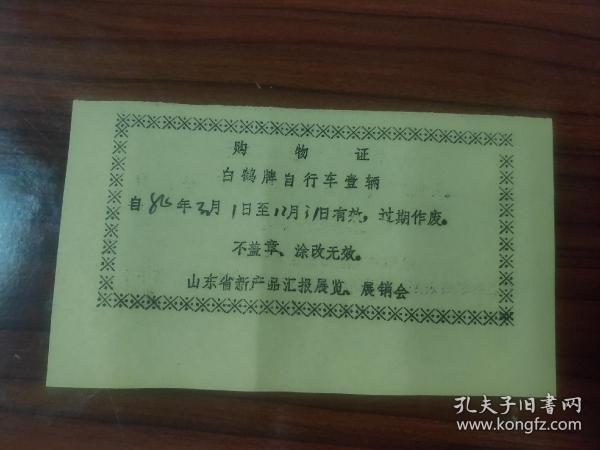 购物证
白鹤牌自行车壹辆
自 年 月1日至12月31日有效，过期作废。
不盖章、涂改无效。
山东省新产品汇报展览、展销会
孔夫子旧书网
www.kongfz.com